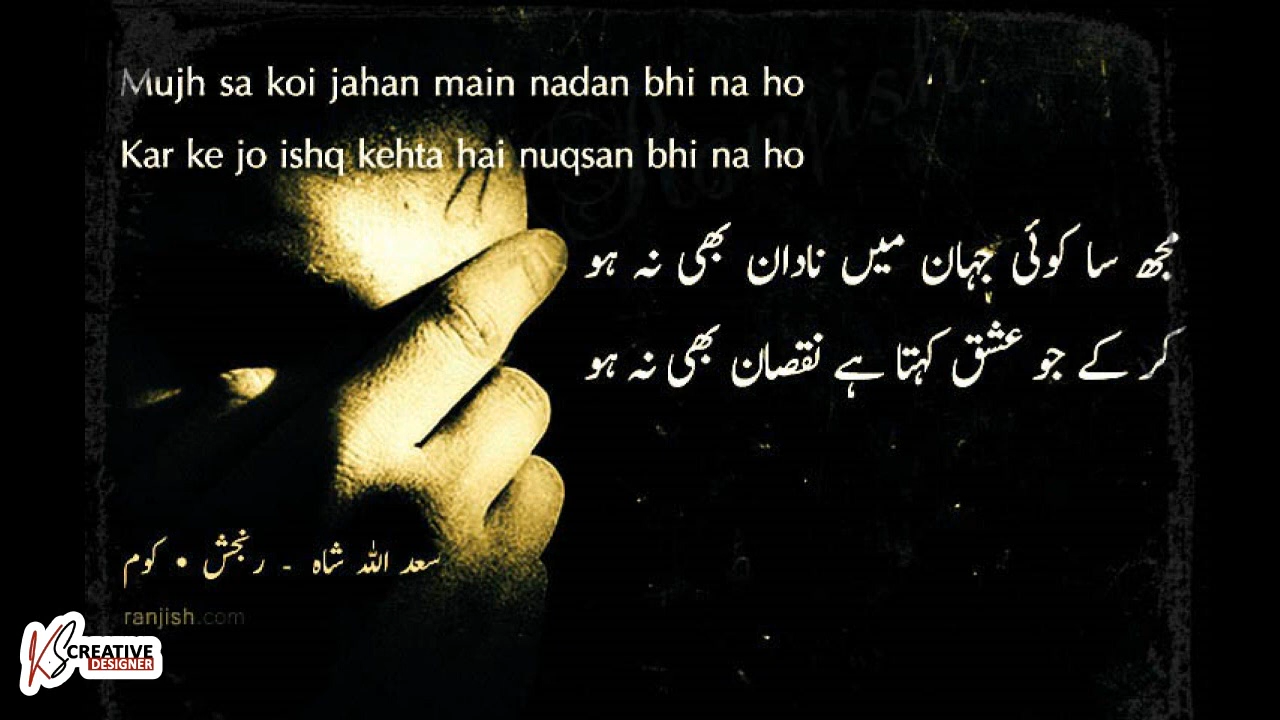 Mujh sa koi jahan main nadan bhi na ho
Kar ke jo ishq kehta hai nuqsan bhi na ho
مجھ سا کوئی جہان میں نادان بھی نہ ہو
کر کے جو عشق کہتا ہے نقصان بھی نہ ہو
سعد اللہ شاہ - رنجش • کوم
ranjish.com
KS CREATIVE
DESIGNER
Ranjish